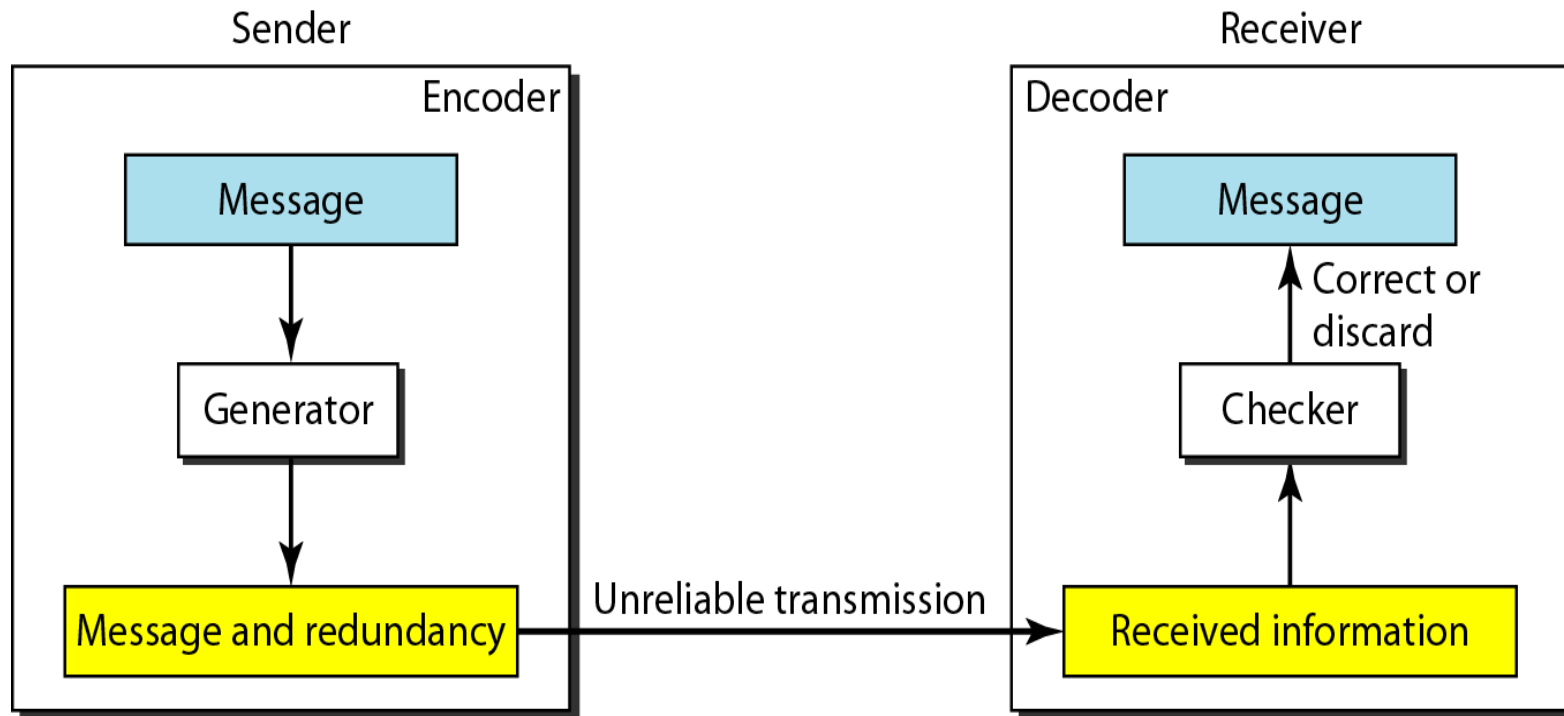 Sender
Encoder
Message
Generator
Message and redundancy
Unreliable transmission
Receiver
Decoder
Message
Correct or
discard
Checker
Received information